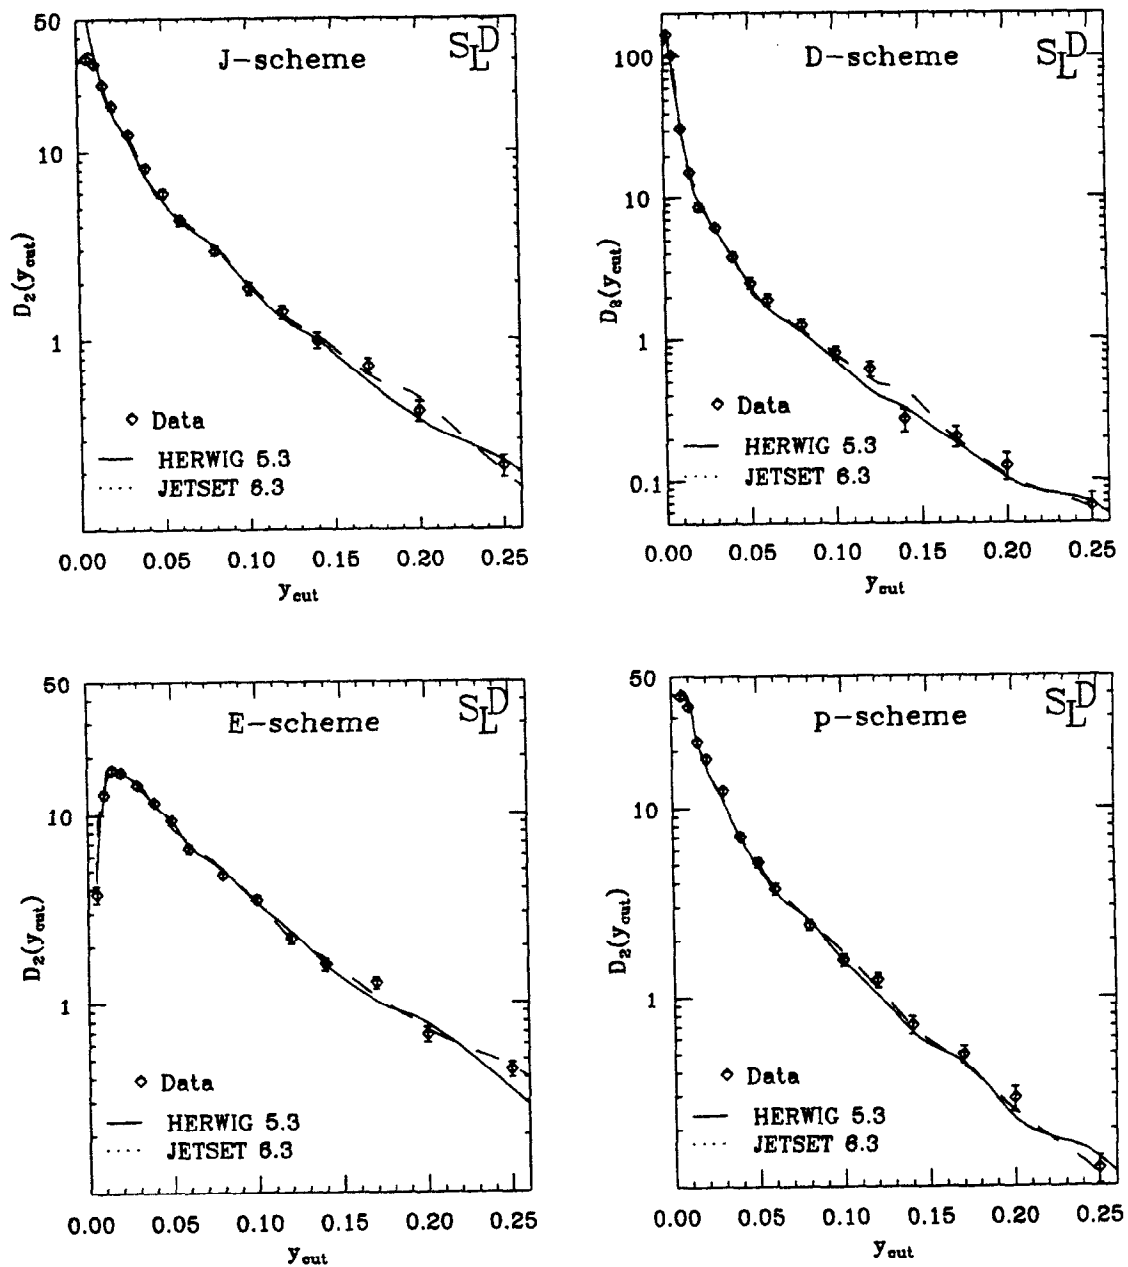 50
10
1
D₂(y_cut)
J-scheme
SLD
Data
HERWIG 5.3
JETSET 6.3
0.00 0.05 0.10 0.15 0.20 0.25
y_cut
100
10
1
0.1
D₂(y_cut)
D-scheme
SLD
Data
HERWIG 5.3
JETSET 6.3
0.00 0.05 0.10 0.15 0.20 0.25
y_cut
50
10
1
D₂(y_cut)
E-scheme
SLD
Data
HERWIG 5.3
JETSET 6.3
0.00 0.05 0.10 0.15 0.20 0.25
y_cut
50
10
1
D₂(y_cut)
p-scheme
SLD
Data
HERWIG 5.3
JETSET 6.3
0.00 0.05 0.10 0.15 0.20 0.25
y_cut